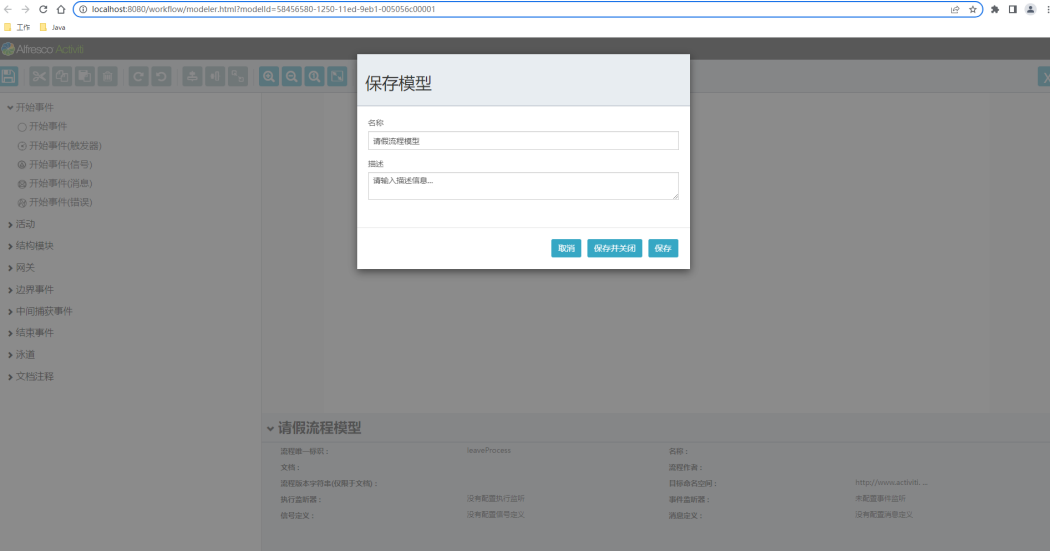 localhost:8080/workflow/modeler.html?modelId=58456580-1250-11ed-9eb1-005056c00001
工作 Java
Alfresco Activiti
保存模型
名称
请假流程模型
描述
请输入描述信息...
取消 保存并关闭 保存
开始事件
开始事件
开始事件(触发器)
开始事件(信号)
开始事件(消息)
开始事件(错误)
活动
结构模块
网关
边界事件
中间捕获事件
结束事件
泳道
文档注释
请假流程模型
流程唯一标识： leaveProcess 名称：
文档： 流程作者：
流程版本字符串(仅限于文档)： 目标命名空间： http://www.activiti. ...
执行监听器： 没有配置执行监听 事件监听器： 未配置事件监听
信号定义： 没有配置信号定义 消息定义： 没有配置消息定义